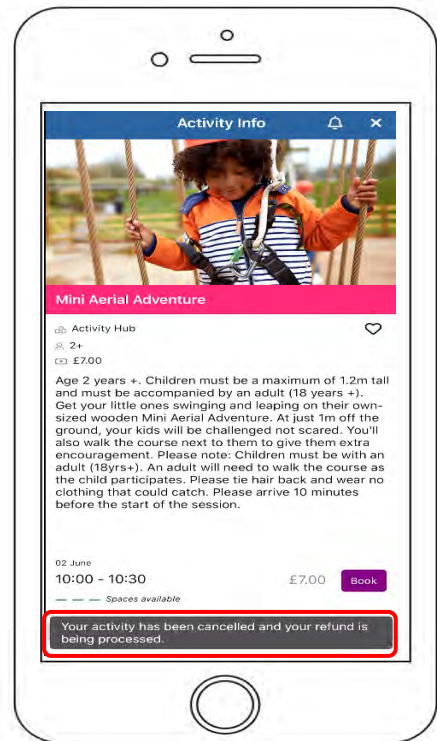 Activity Info
Mini Aerial Adventure
Activity Hub
2+
£7.00
Age 2 years +. Children must be a maximum of 1.2m tall
and must be accompanied by an adult (18 years +).
Get your little ones swinging and leaping on their own-
sized wooden Mini Aerial Adventure. At just 1m off the
ground, your kids will be challenged not scared. You'll
also walk the course next to them to give them extra
encouragement. Please note: Children must be with an
adult (18yrs+). An adult will need to walk the course as
the child participates. Please tie hair back and wear no
clothing that could catch. Please arrive 10 minutes
before the start of the session.
02 June
10:00 - 10:30 £7.00 Book
Spaces available
Your activity has been cancelled and your refund is
being processed.